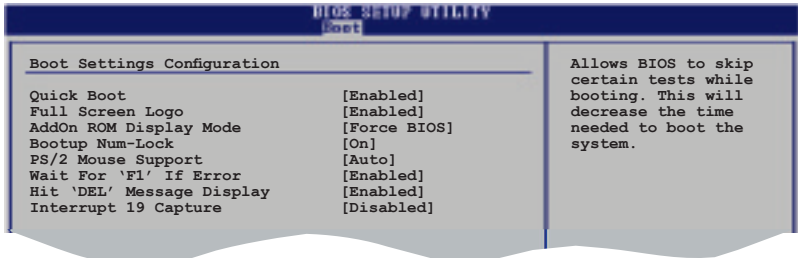 BIOS SETUP UTILITY
Boot
Boot Settings Configuration
Quick Boot [Enabled]
Full Screen Logo [Enabled]
AddOn ROM Display Mode [Force BIOS]
Bootup Num-Lock [On]
PS/2 Mouse Support [Auto]
Wait For ‘F1’ If Error [Enabled]
Hit ‘DEL’ Message Display [Enabled]
Interrupt 19 Capture [Disabled]
Allows BIOS to skip
certain tests while
booting. This will
decrease the time
needed to boot the
system.